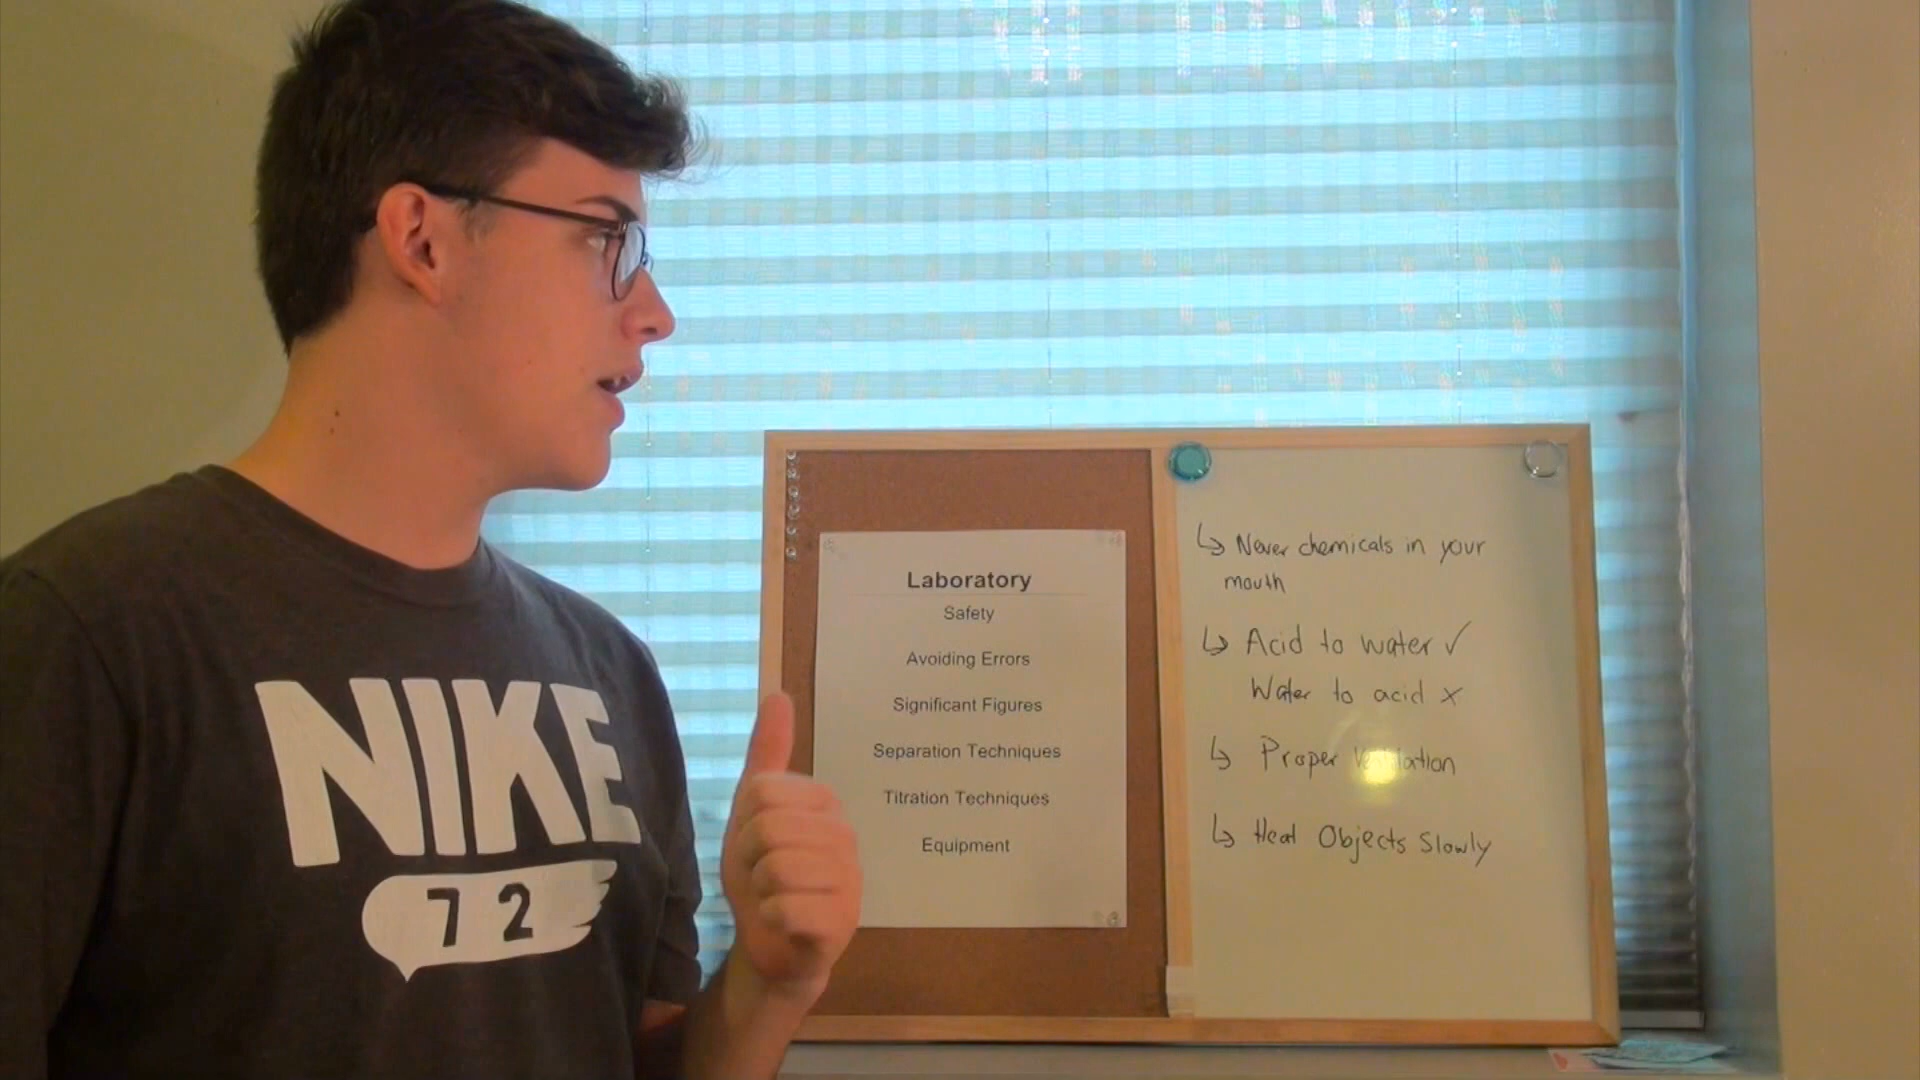 NIKE
72
Laboratory
Safety
Avoiding Errors
Significant Figures
Separation Techniques
Titration Techniques
Equipment
↳ Never chemicals in your
mouth
↳ Acid to water ✓
Water to acid ×
↳ Proper Ventilation
↳ Heat Objects Slowly